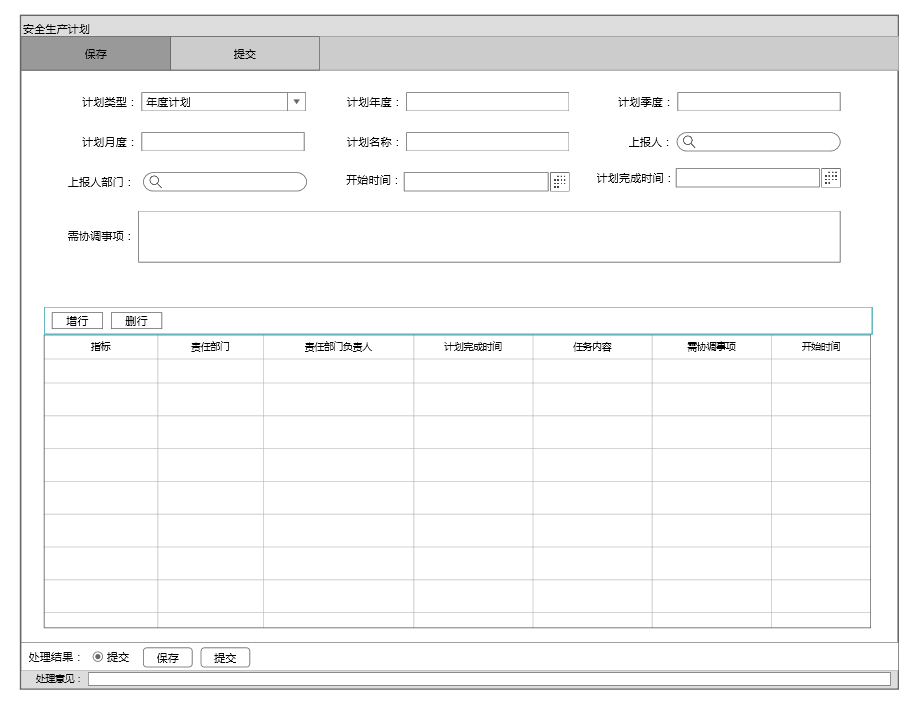 安全生产计划
保存 提交
计划类型： 年度计划 计划年度： 计划季度：
计划月度： 计划名称： 上报人：
上报人部门： 开始时间： 计划完成时间：
需协调事项：
增行 删行
指标 责任部门 责任部门负责人 计划完成时间 任务内容 需协调事项 开始时间
处理结果： 提交 保存 提交
处理意见：